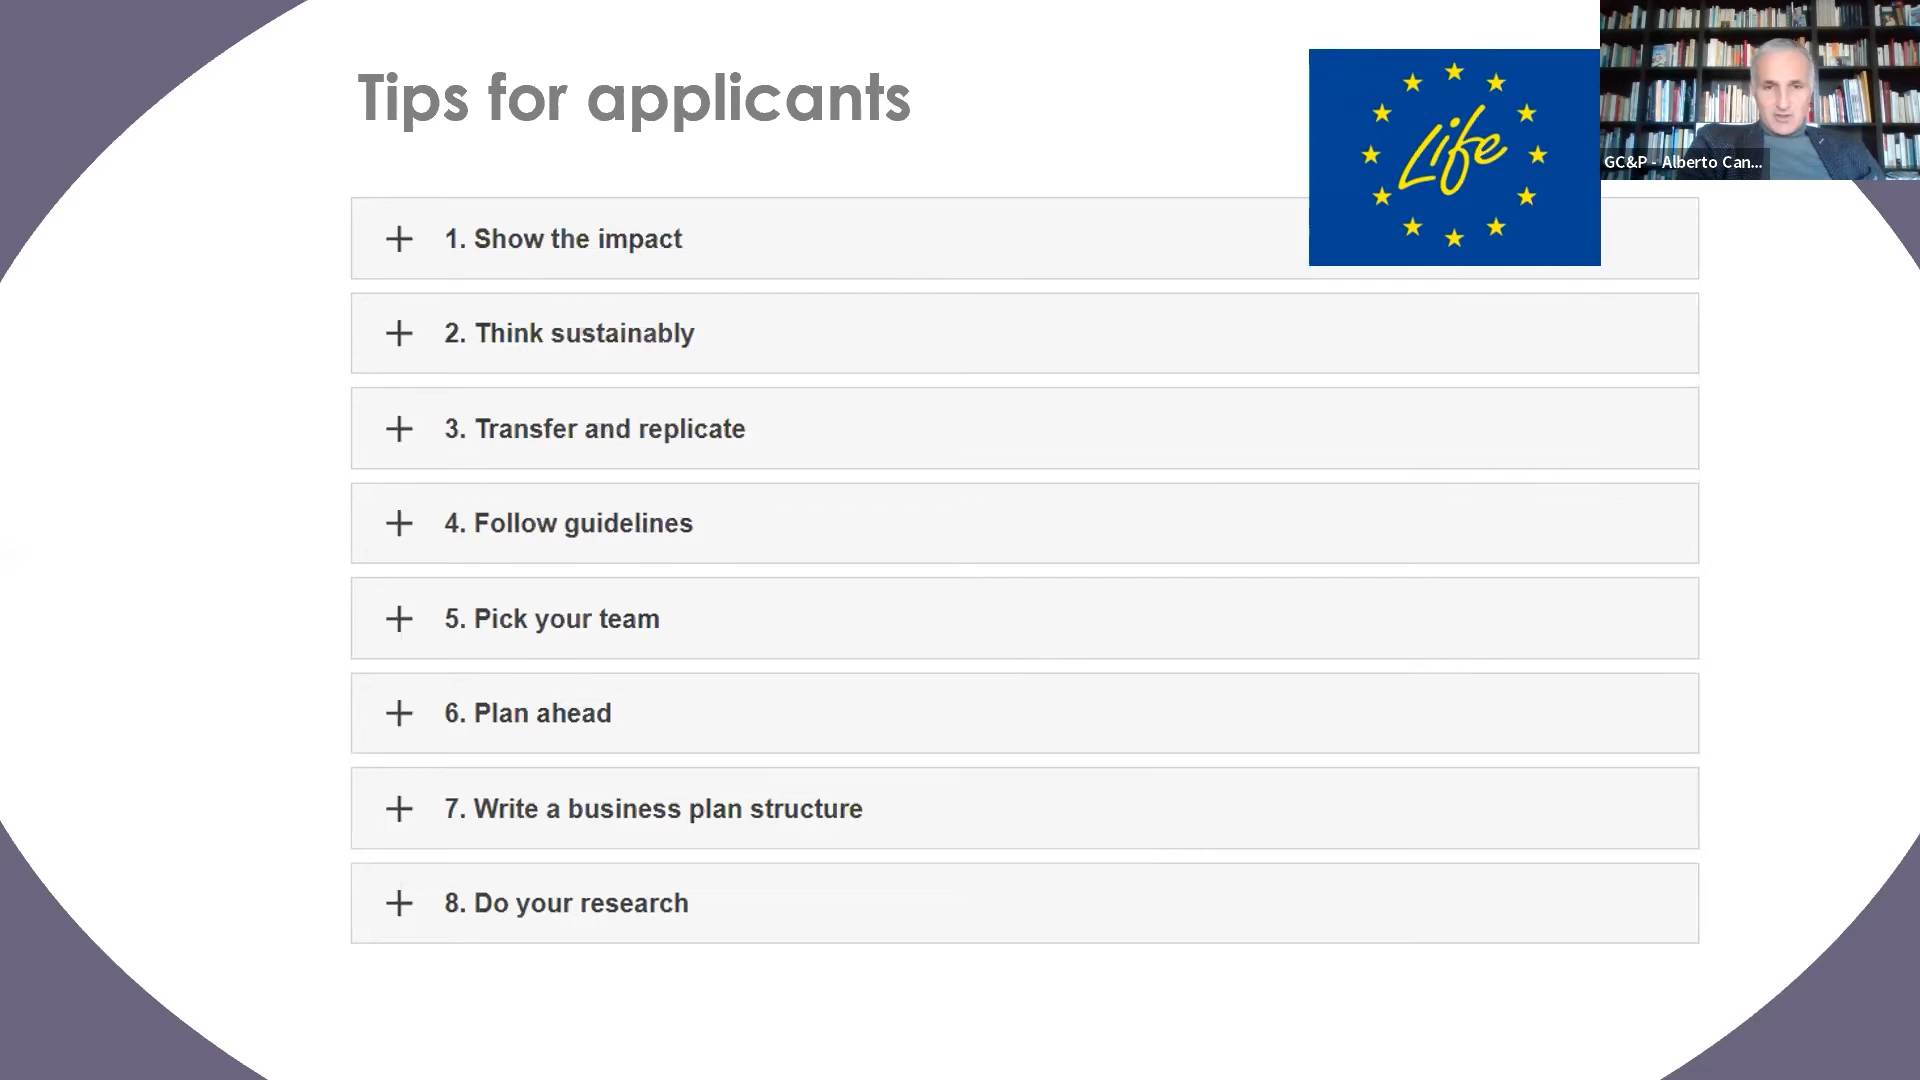 Tips for applicants
Life
GC&P - Alberto Can...
1. Show the impact
2. Think sustainably
3. Transfer and replicate
4. Follow guidelines
5. Pick your team
6. Plan ahead
7. Write a business plan structure
8. Do your research